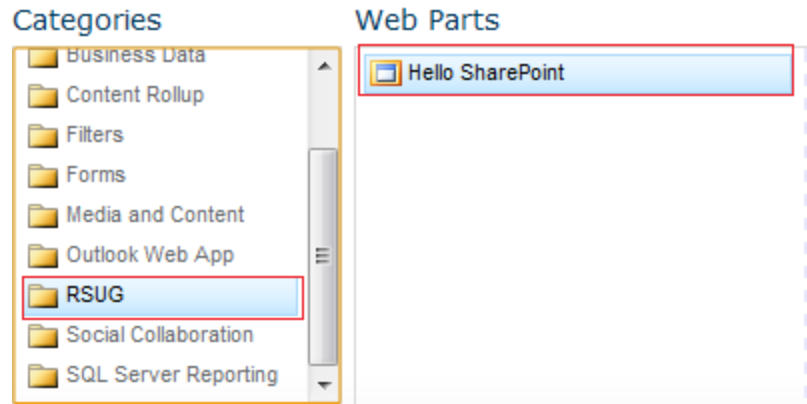 Categories
Web Parts
Business Data
Content Rollup
Filters
Forms
Media and Content
Outlook Web App
RSUG
Social Collaboration
SQL Server Reporting
Hello SharePoint